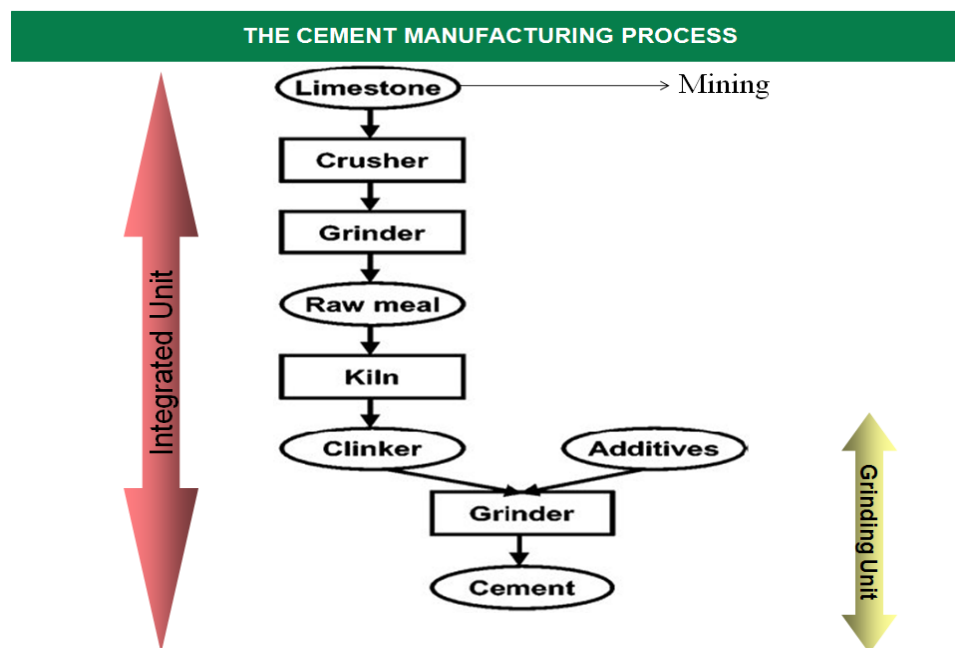 THE CEMENT MANUFACTURING PROCESS
Limestone
Mining
Crusher
Grinder
Raw meal
Kiln
Clinker
Additives
Grinder
Cement
Integrated Unit
Grinding Unit